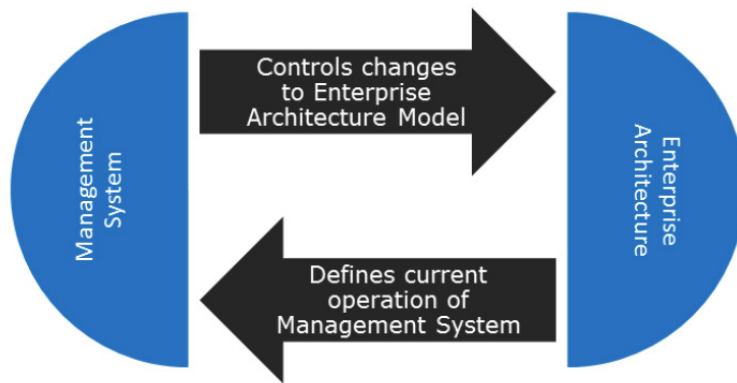 Management
System
Controls changes
to Enterprise
Architecture Model
Enterprise
Architecture
Defines current
operation of
Management System